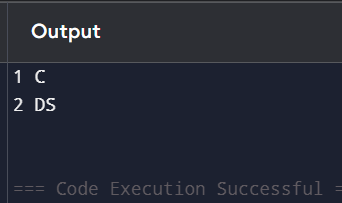 Output
1 C
2 DS
=== Code Execution Successful =